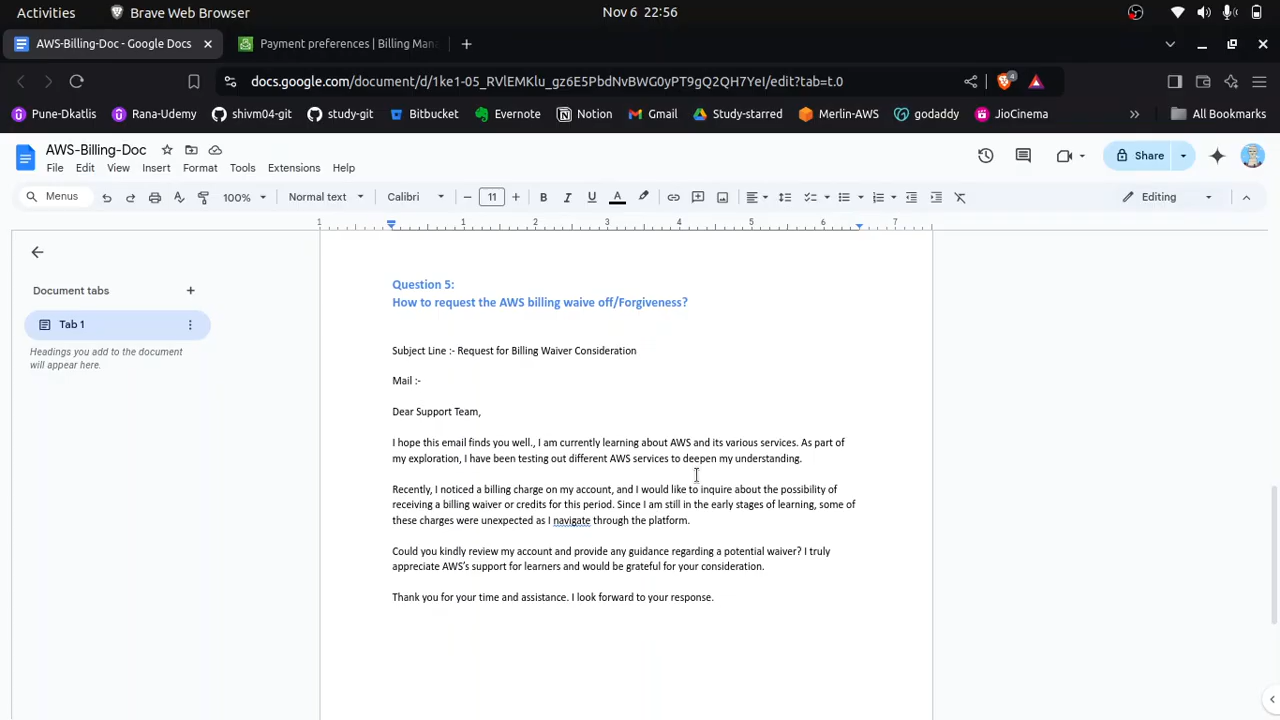 Activities
Brave Web Browser
Nov 6 22:56
AWS-Billing-Doc - Google Docs
Payment preferences | Billing Man
docs.google.com/document/d/1ke1-05_RVlEMKlu_gz6E5PbdNvBWG0yPT9gQ2QH7YeI/edit?tab=t.0
4
Pune-Dkatlis
Rana-Udemy
shivm04-git
study-git
Bitbucket
Evernote
Notion
Gmail
Study-starred
Merlin-AWS
godaddy
JioCinema
All Bookmarks
AWS-Billing-Doc
File Edit View Insert Format Tools Extensions Help
Share
Menus
100%
Normal text
Calibri
11
Editing
1 1 2 3 4 5 6 7
Document tabs
Tab 1
Headings you add to the document
will appear here.
Question 5:
How to request the AWS billing waive off/Forgiveness?
Subject Line :- Request for Billing Waiver Consideration
Mail :-
Dear Support Team,
I hope this email finds you well., I am currently learning about AWS and its various services. As part of
my exploration, I have been testing out different AWS services to deepen my understanding.
Recently, I noticed a billing charge on my account, and I would like to inquire about the possibility of
receiving a billing waiver or credits for this period. Since I am still in the early stages of learning, some of
these charges were unexpected as I navigate through the platform.
Could you kindly review my account and provide any guidance regarding a potential waiver? I truly
appreciate AWS's support for learners and would be grateful for your consideration.
Thank you for your time and assistance. I look forward to your response.